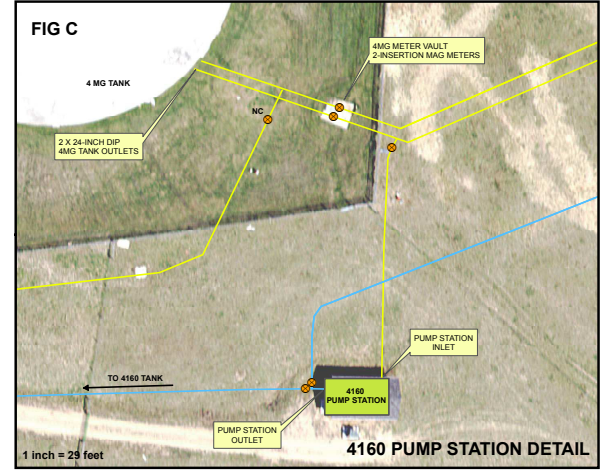 FIG C
4MG METER VAULT
2-INSERTION MAG METERS
4 MG TANK
NC
2 X 24-INCH DIP
4MG TANK OUTLETS
PUMP STATION
INLET
TO 4160 TANK
4160
PUMP STATION
PUMP STATION
OUTLET
1 inch = 29 feet
4160 PUMP STATION DETAIL